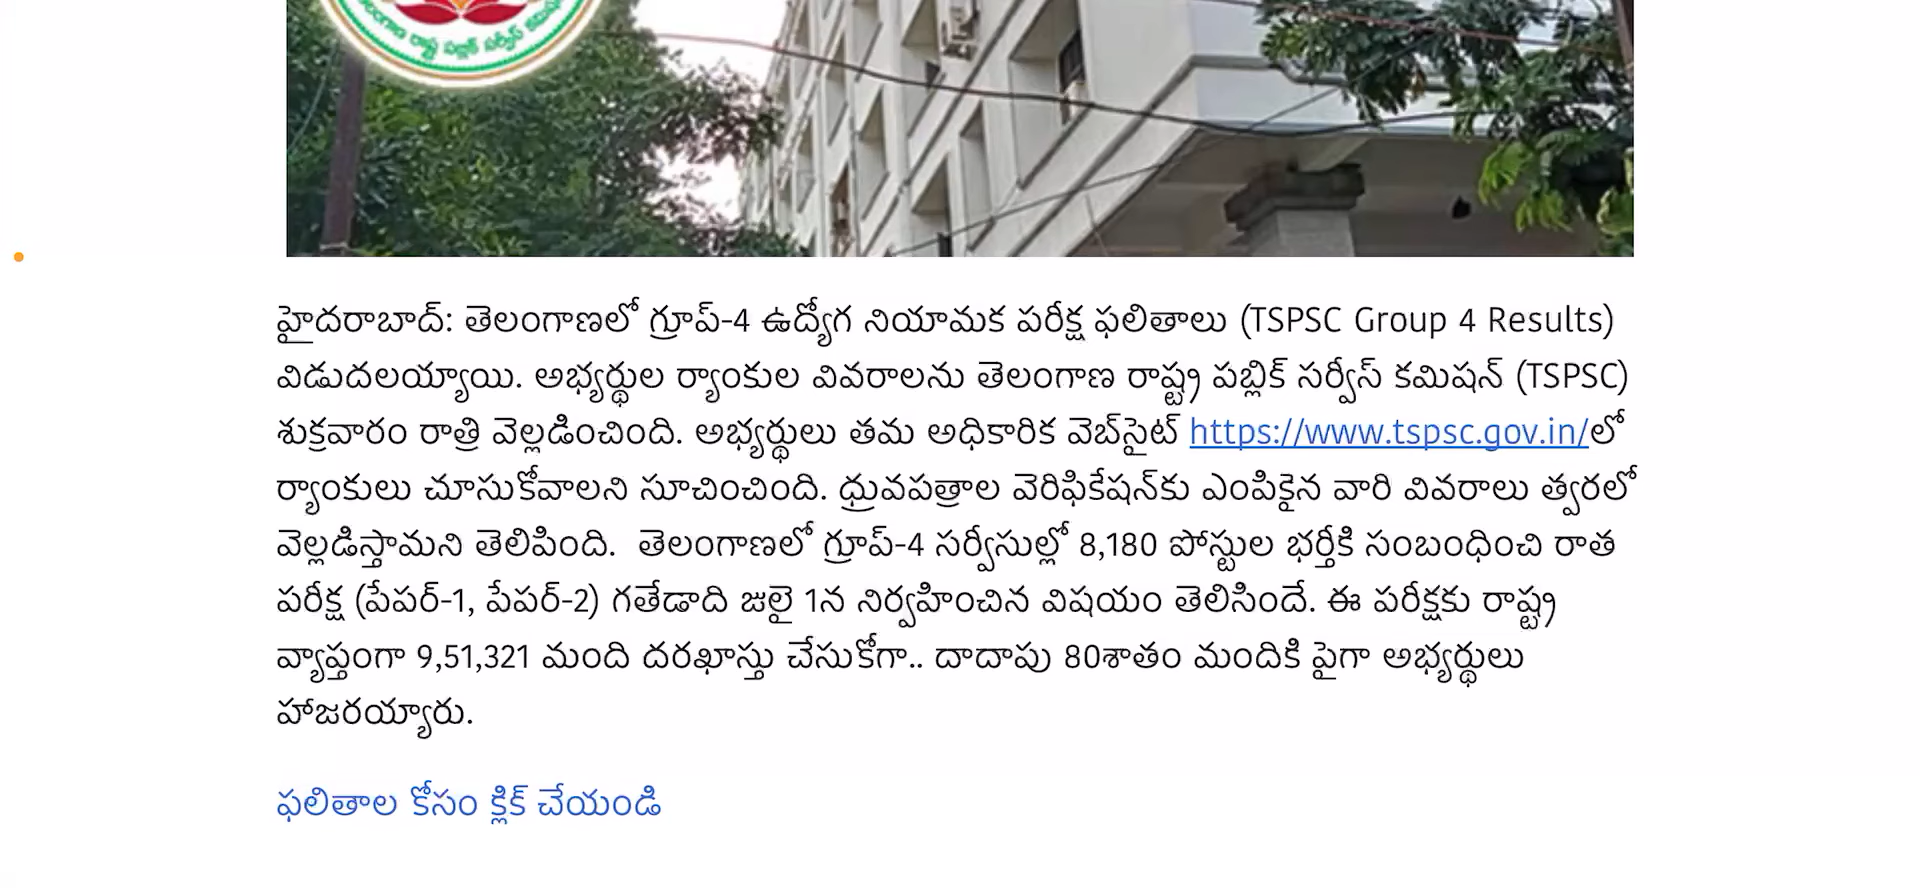 తెలంగాణ రాష్ట్ర పబ్లిక్ సర్వీస్
హైదరాబాద్: తెలంగాణలో గ్రూప్-4 ఉద్యోగ నియామక పరీక్ష ఫలితాలు (TSPSC Group 4 Results)
విడుదలయ్యాయి. అభ్యర్థుల ర్యాంకుల వివరాలను తెలంగాణ రాష్ట్ర పబ్లిక్ సర్వీస్ కమిషన్ (TSPSC)
శుక్రవారం రాత్రి వెల్లడించింది. అభ్యర్థులు తమ అధికారిక వెబ్‌సైట్ https://www.tspsc.gov.in/లో
ర్యాంకులు చూసుకోవాలని సూచించింది. ధ్రువపత్రాల వెరిఫికేషన్‌కు ఎంపికైన వారి వివరాలు త్వరలో
వెల్లడిస్తామని తెలిపింది. తెలంగాణలో గ్రూప్-4 సర్వీసుల్లో 8,180 పోస్టుల భర్తీకి సంబంధించి రాత
పరీక్ష (పేపర్-1, పేపర్-2) గతేడాది జులై 1న నిర్వహించిన విషయం తెలిసిందే. ఈ పరీక్షకు రాష్ట్ర
వ్యాప్తంగా 9,51,321 మంది దరఖాస్తు చేసుకోగా.. దాదాపు 80శాతం మందికి పైగా అభ్యర్థులు
హాజరయ్యారు.
ఫలితాల కోసం క్లిక్ చేయండి